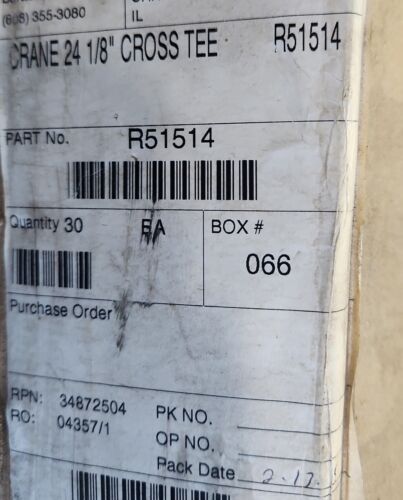 (608) 355-3080
IL
CRANE 24 1/8" CROSS TEE R51514
PART No. R51514
Quantity 30 EA BOX #
066
Purchase Order
RPN: 34872504 PK NO.
RO: 04357/1 OP NO.
Pack Date